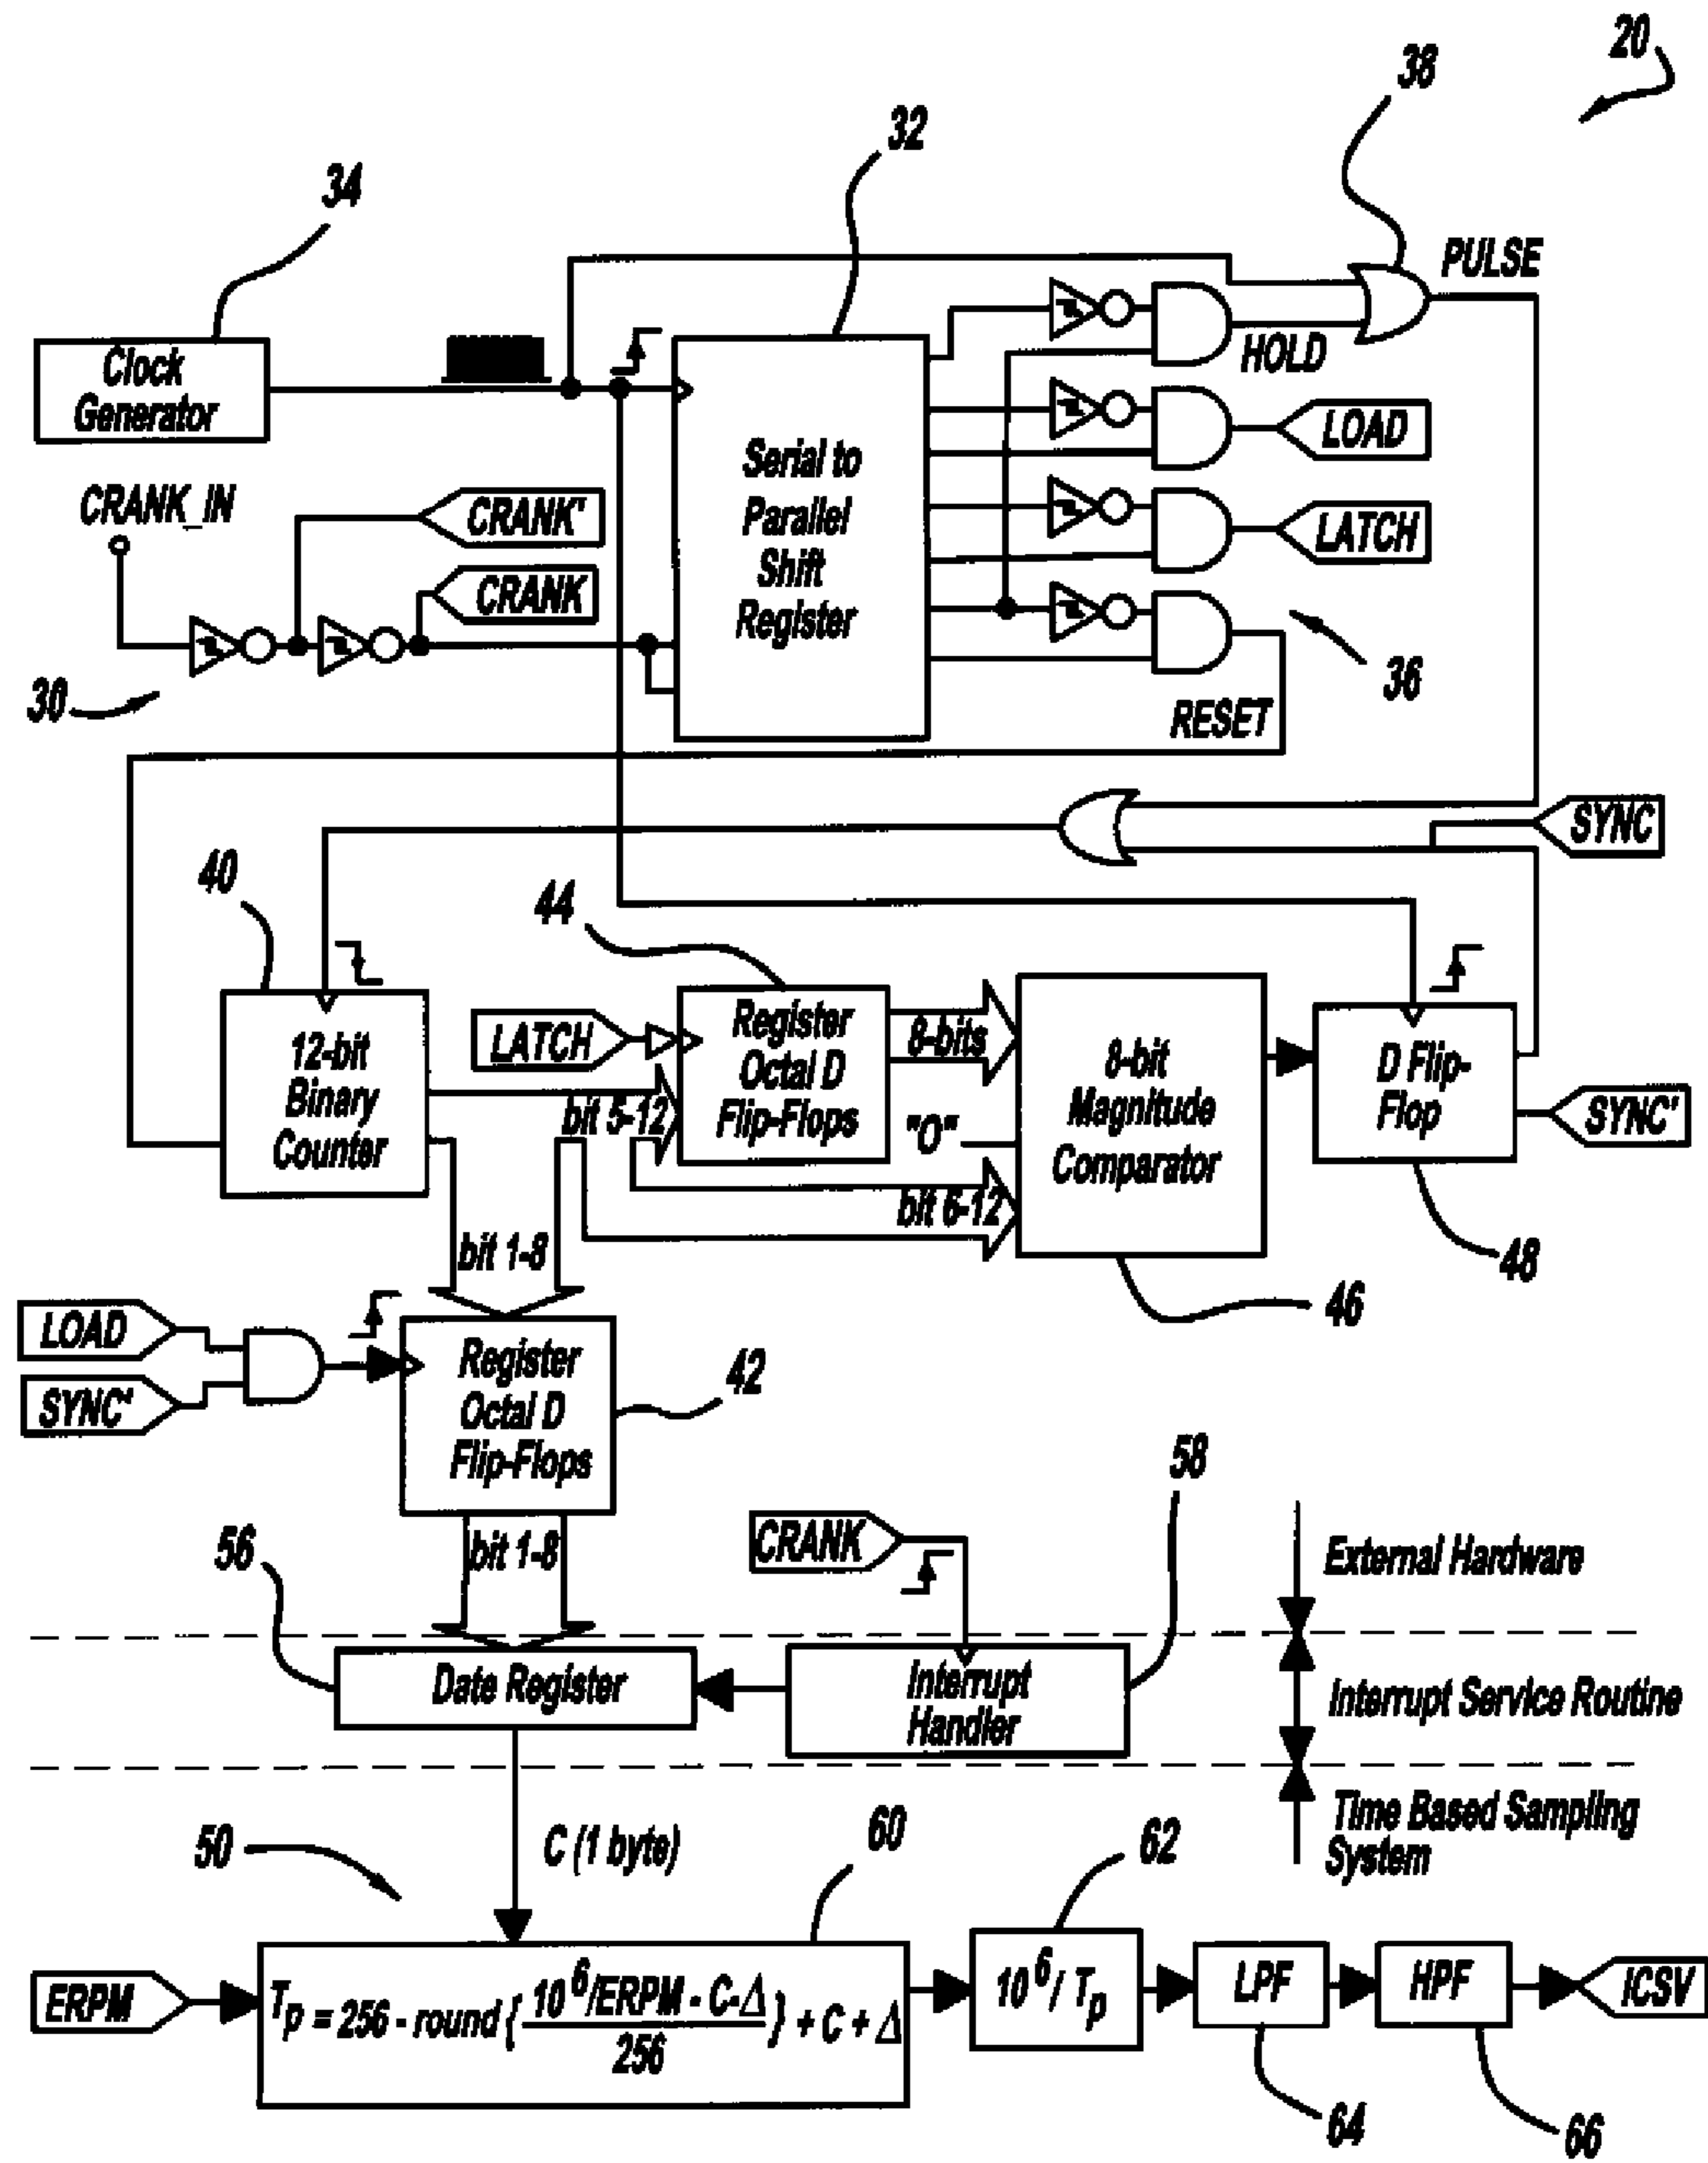 20
38
32
34
PULSE
Clock
Generator
HOLD
LOAD
Serial to
Parallel
Shift
Register
CRANK_IN
CRANK'
LATCH
CRANK
36
30
RESET
SYNC
40
44
LATCH
Register
Octal D
Flip-Flops
8-bits
12-bit
Binary
Counter
bit 5-12
"O"
8-bit
Magnitude
Comparator
D Flip-
Flop
SYNC'
bit 6-12
bit 1-8
48
46
LOAD
SYNC'
Register
Octal D
Flip-Flops
42
58
56
bit 1-8
CRANK
External Hardware
Date Register
Interrupt
Handler
Interrupt Service Routine
Time Based Sampling
System
50
C (1 byte)
60
62
ERPM
Tp = 256 - round { 10^6/ERPM - C-Δ / 256 } + C + Δ
10^6 / Tp
LPF
HPF
ICSV
64
66